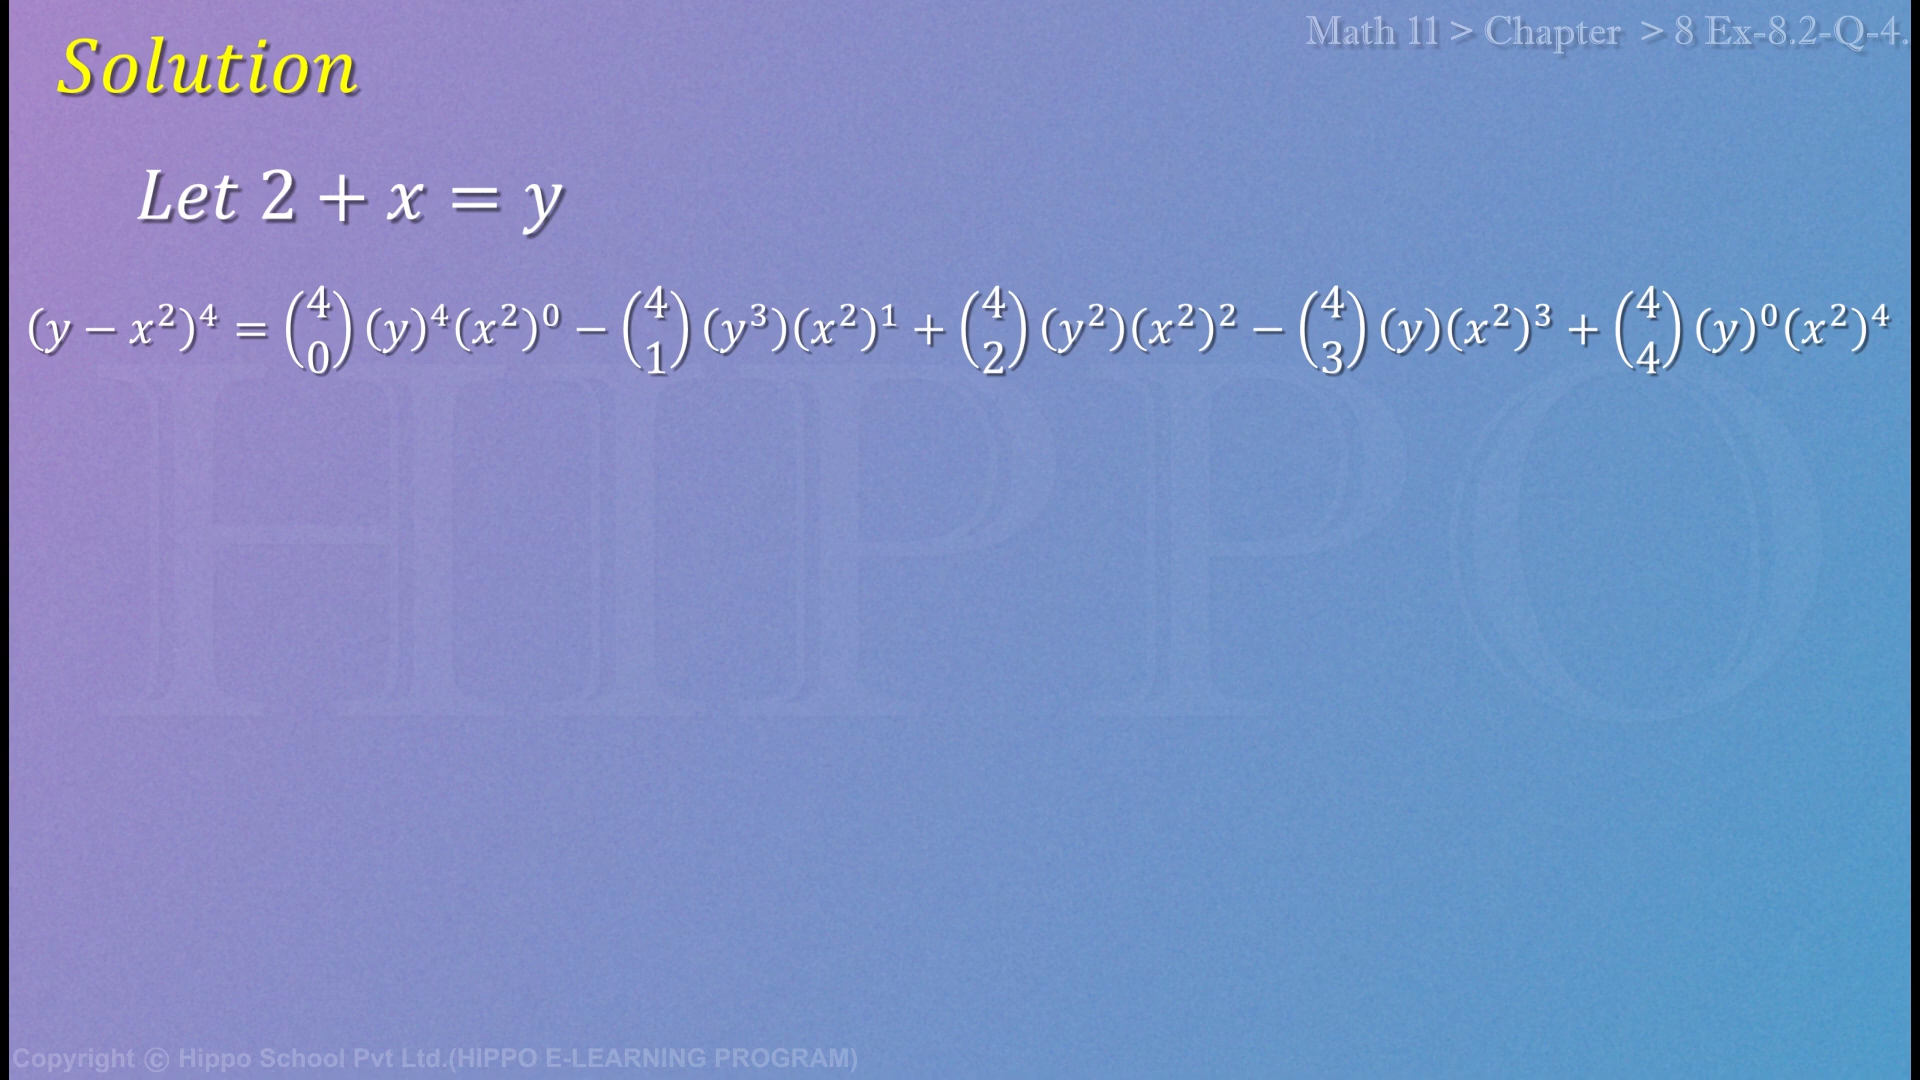 Math 11 > Chapter > 8 Ex-8.2-Q-4.
Solution
Let 2 + x = y
(y − x²)⁴ = (4 0)(y)⁴(x²)⁰ − (4 1)(y³)(x²)¹ + (4 2)(y²)(x²)² − (4 3)(y)(x²)³ + (4 4)(y)⁰(x²)⁴
HIPPO
Copyright © Hippo School Pvt Ltd.(HIPPO E-LEARNING PROGRAM)